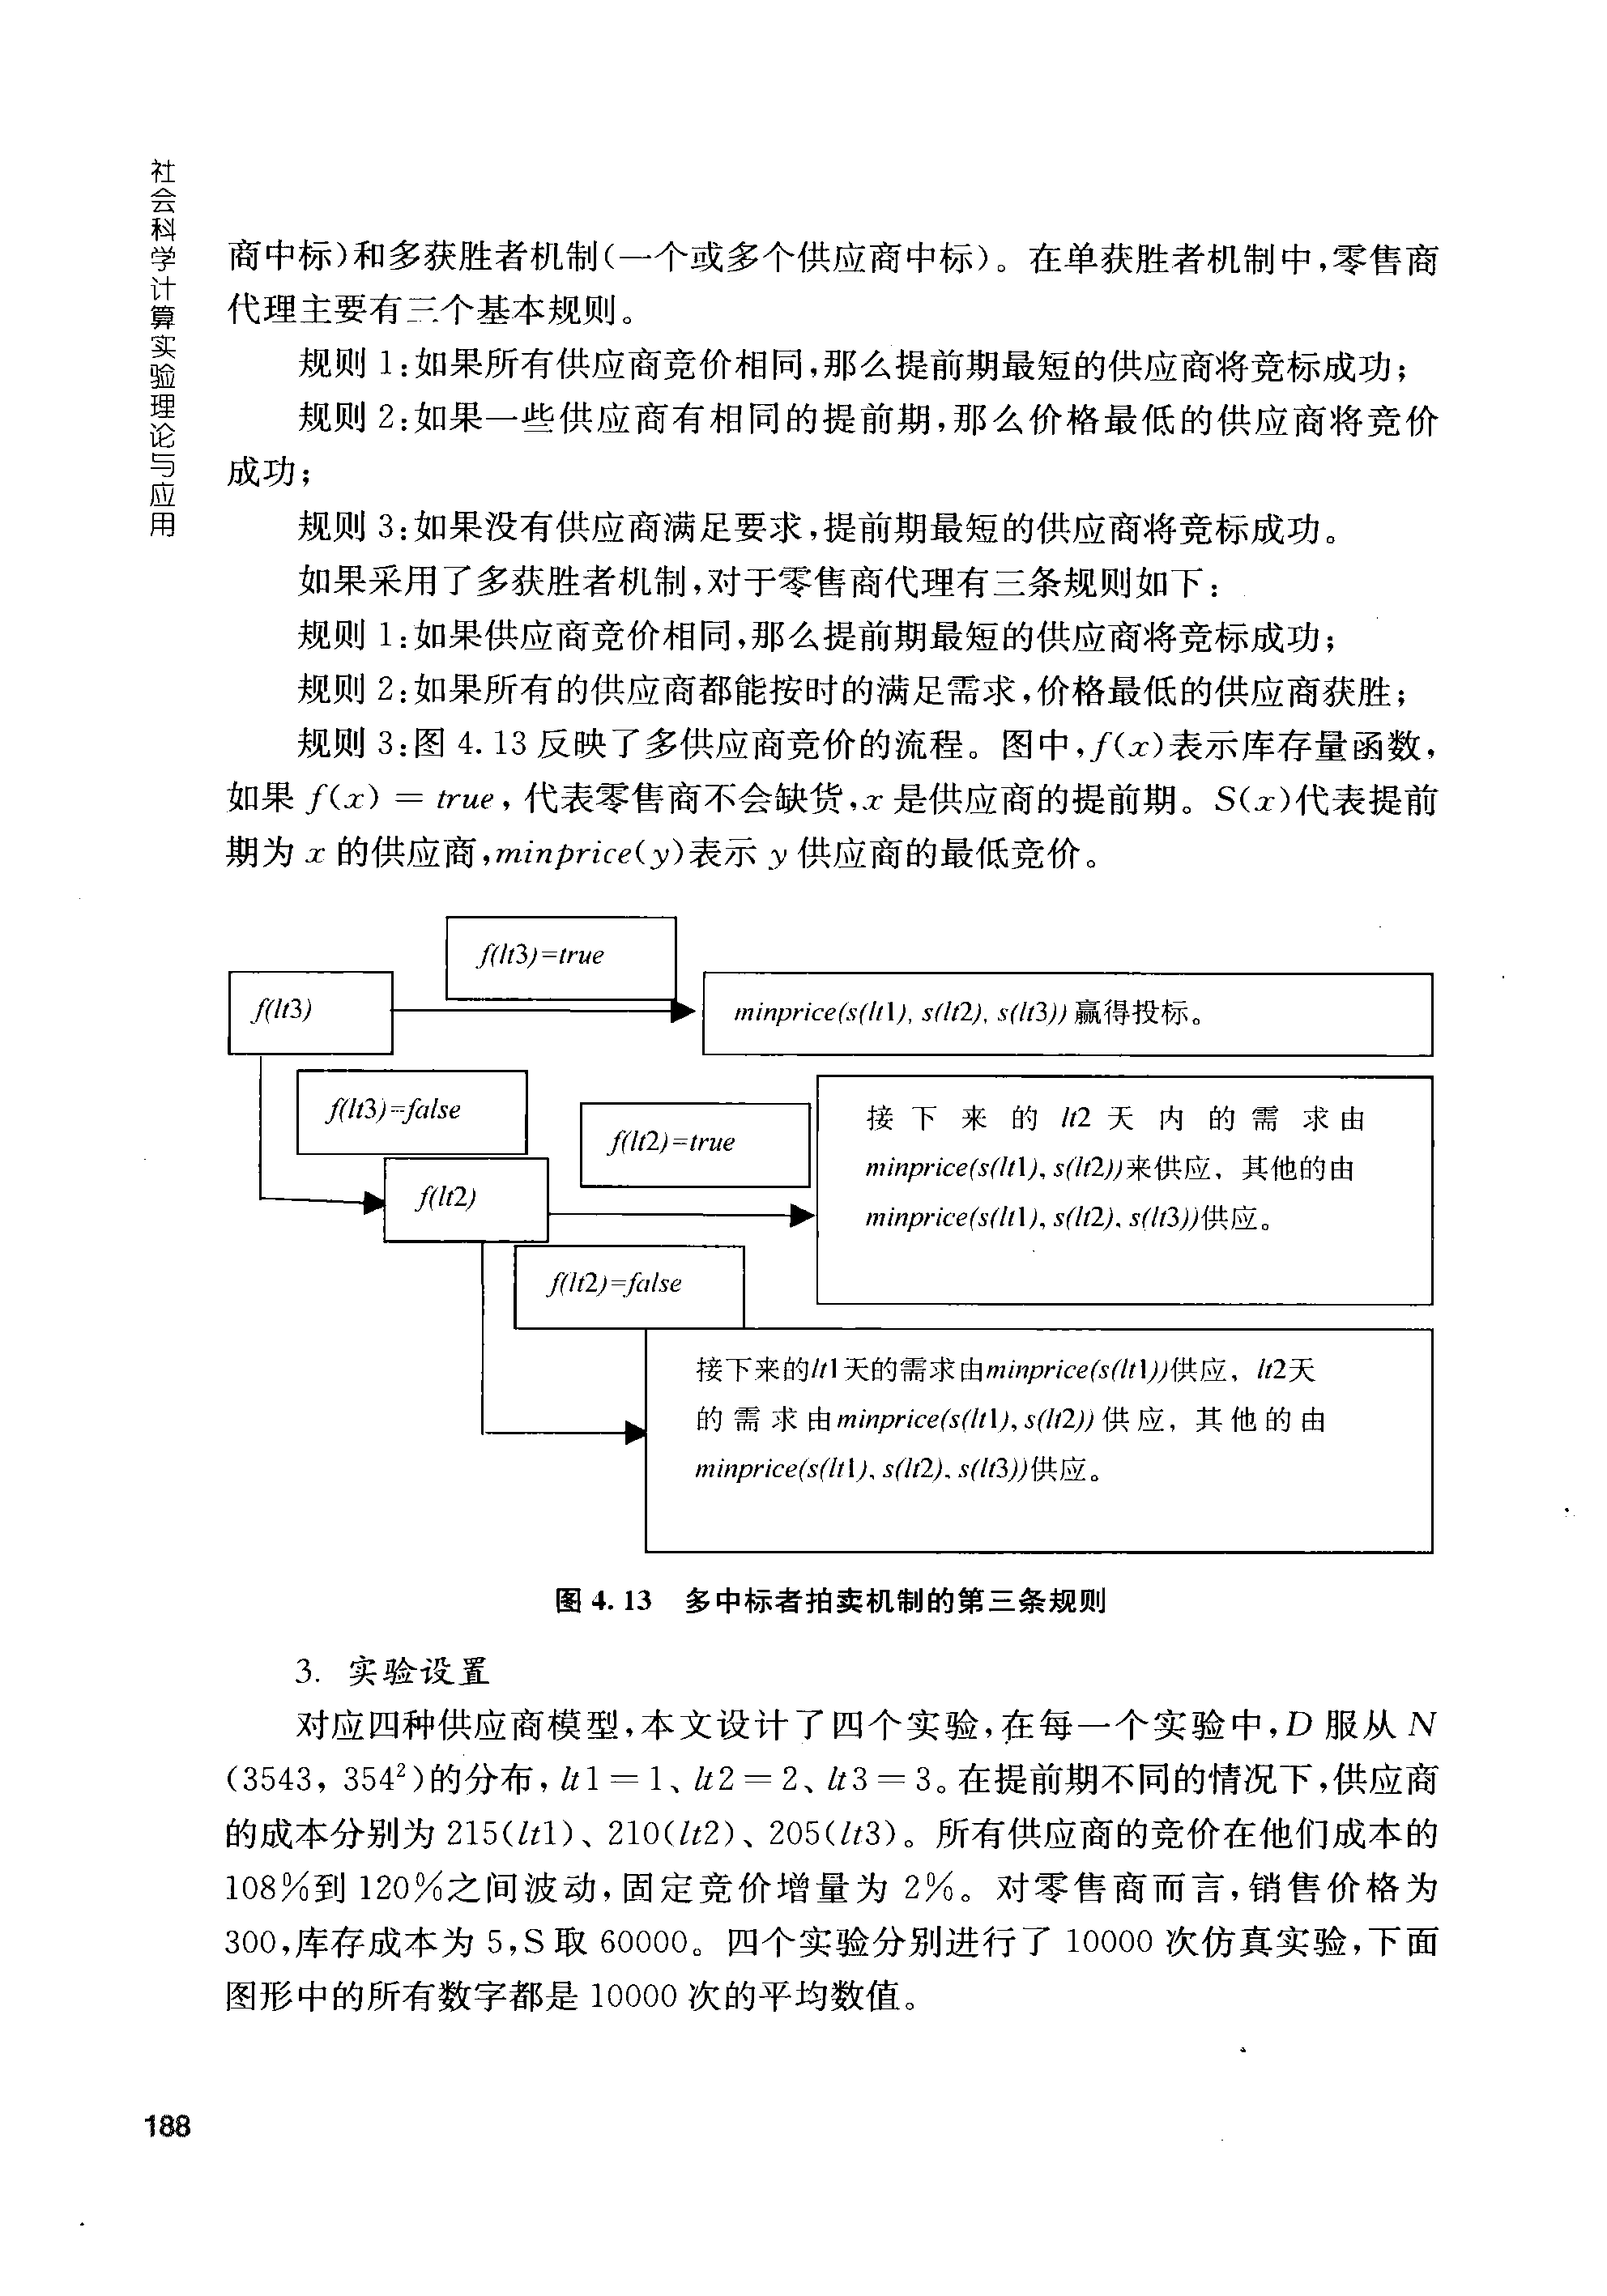 社会科学计算实验理论与应用
商中标)和多获胜者机制(一个或多个供应商中标)。在单获胜者机制中,零售商
代理主要有三个基本规则。
规则 1:如果所有供应商竞价相同,那么提前期最短的供应商将竞标成功;
规则 2:如果一些供应商有相同的提前期,那么价格最低的供应商将竞价
成功;
规则 3:如果没有供应商满足要求,提前期最短的供应商将竞标成功。
如果采用了多获胜者机制,对于零售商代理有三条规则如下:
规则 1:如果供应商竞价相同,那么提前期最短的供应商将竞标成功;
规则 2:如果所有的供应商都能按时的满足需求,价格最低的供应商获胜;
规则 3:图 4.13 反映了多供应商竞价的流程。图中,f(x)表示库存量函数,
如果 f(x) = true,代表零售商不会缺货,x 是供应商的提前期。S(x)代表提前
期为 x 的供应商,minprice(y)表示 y 供应商的最低竞价。
f(lt3)=true
f(lt3)
minprice(s(lt1), s(lt2), s(lt3)) 赢得投标。
f(lt3)=false
f(lt2)=true
f(lt2)
接下来的 lt2 天内的需求由
minprice(s(lt1), s(lt2))来供应,其他的由
minprice(s(lt1), s(lt2), s(lt3))供应。
f(lt2)=false
接下来的lt1天的需求由minprice(s(lt1))供应,lt2天
的需求由minprice(s(lt1), s(lt2))供应,其他的由
minprice(s(lt1), s(lt2), s(lt3))供应。
图 4.13 多中标者拍卖机制的第三条规则
3. 实验设置
对应四种供应商模型,本文设计了四个实验,在每一个实验中,D 服从 N
(3543, 354²)的分布,lt1=1、lt2=2、lt3=3。在提前期不同的情况下,供应商
的成本分别为 215(lt1)、210(lt2)、205(lt3)。所有供应商的竞价在他们成本的
108%到 120%之间波动,固定竞价增量为 2%。对零售商而言,销售价格为
300,库存成本为 5,S 取 60000。四个实验分别进行了 10000 次仿真实验,下面
图形中的所有数字都是 10000 次的平均数值。
188